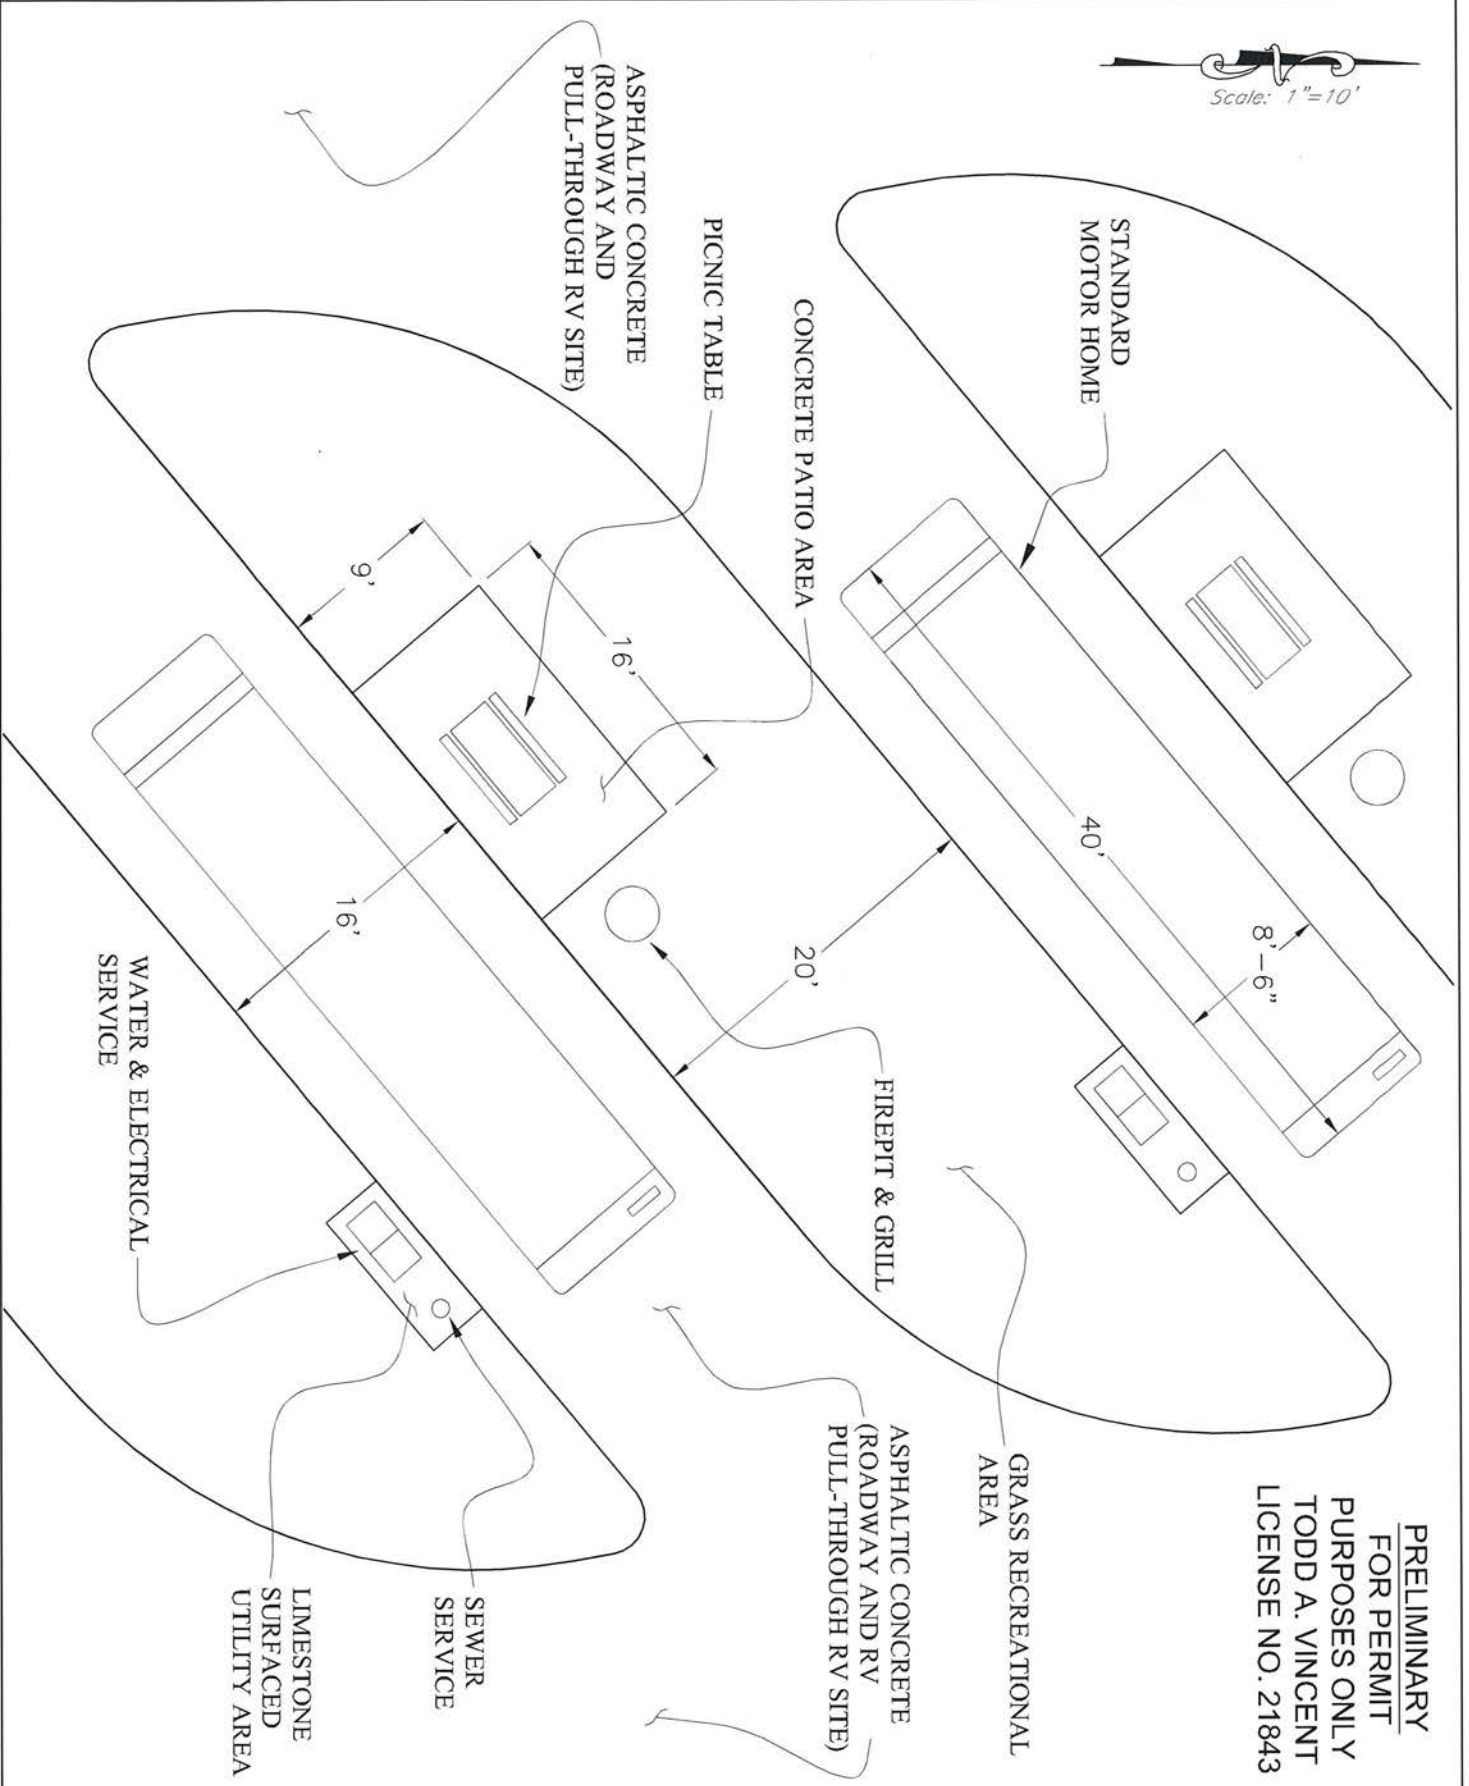 Scale: 1"=10'
PRELIMINARY
FOR PERMIT
PURPOSES ONLY
TODD A. VINCENT
LICENSE NO. 21843
STANDARD
MOTOR HOME
40'
8'-6"
CONCRETE PATIO AREA
PICNIC TABLE
ASPHALTIC CONCRETE
(ROADWAY AND
PULL-THROUGH RV SITE)
9'
16'
20'
16'
FIREPIT & GRILL
GRASS RECREATIONAL
AREA
ASPHALTIC CONCRETE
(ROADWAY AND RV
PULL-THROUGH RV SITE)
WATER & ELECTRICAL
SERVICE
SEWER
SERVICE
LIMESTONE
SURFACED
UTILITY AREA